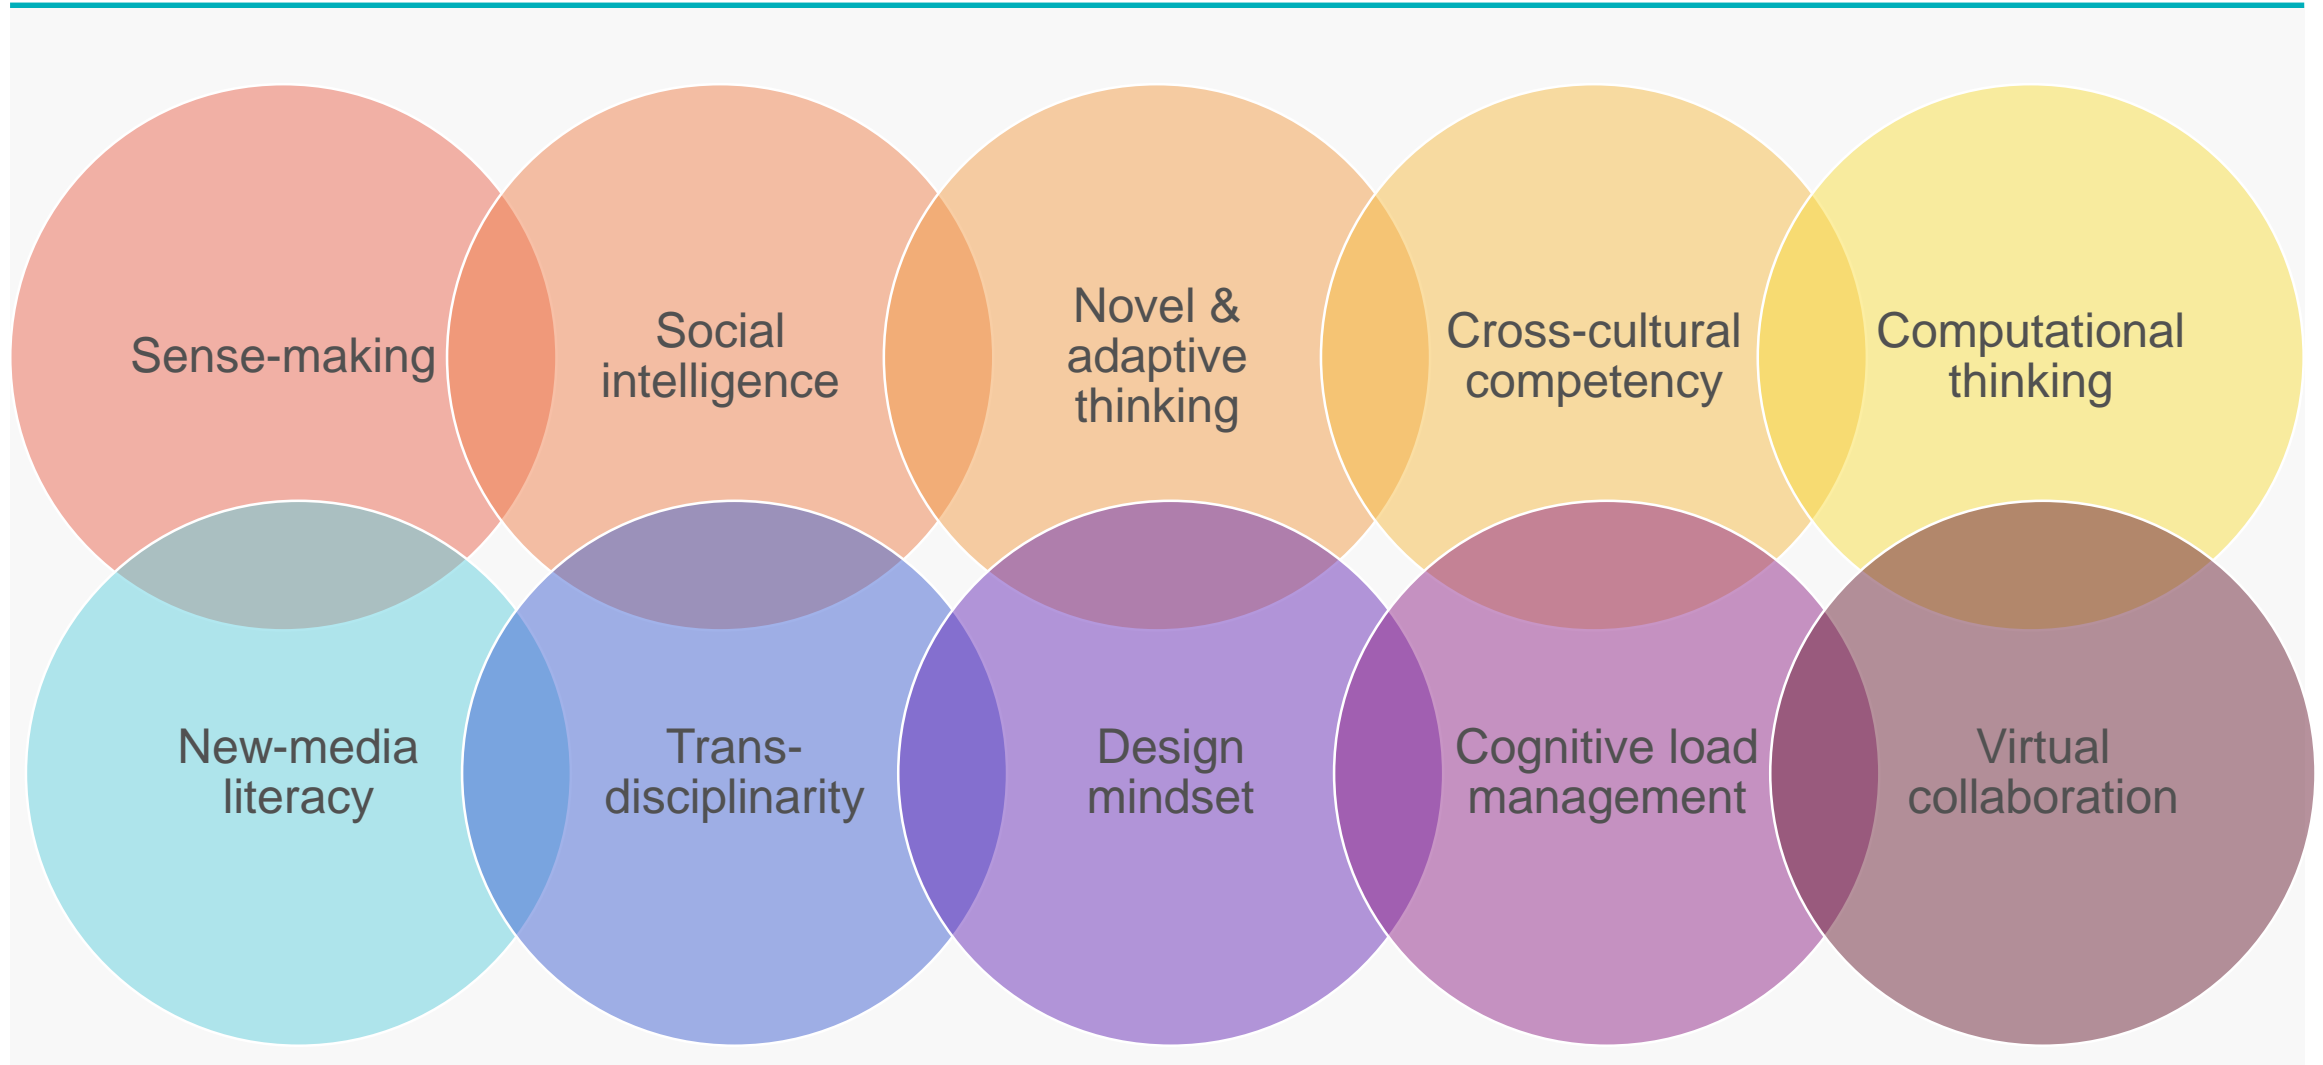 Sense-making
Social
intelligence
Novel &
adaptive
thinking
Cross-cultural
competency
Computational
thinking
New-media
literacy
Trans-
disciplinarity
Design
mindset
Cognitive load
management
Virtual
collaboration